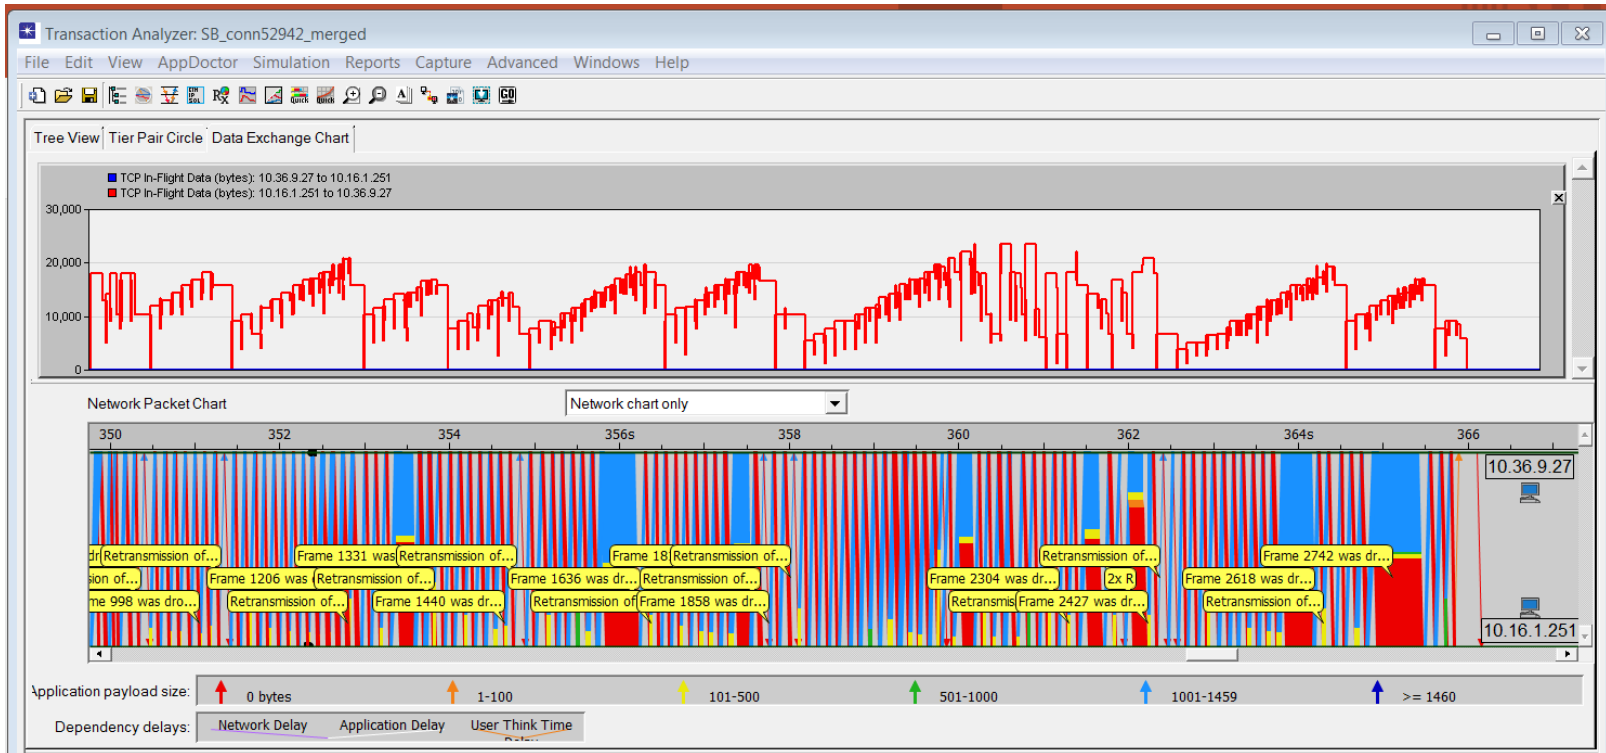 Transaction Analyzer: SB_conn52942_merged
File Edit View AppDoctor Simulation Reports Capture Advanced Windows Help
Tree View Tier Pair Circle Data Exchange Chart
TCP In-Flight Data (bytes): 10.36.9.27 to 10.16.1.251
TCP In-Flight Data (bytes): 10.16.1.251 to 10.36.9.27
30,000
20,000
10,000
0
Network Packet Chart Network chart only
350 352 354 356s 358 360 362 364s 366
10.36.9.27
Retransmission of... Frame 1331 was Retransmission of... Frame 18 Retransmission of... Retransmission of... Frame 2742 was dr...
sion of... Frame 1206 was Retransmission of... Frame 1636 was dr... Retransmission of... Frame 2304 was dr... 2x R Frame 2618 was dr...
me 998 was dro... Retransmission of... Frame 1440 was dr... Retransmission of Frame 1858 was dr... Retransmis Frame 2427 was dr... Retransmission of...
10.16.1.251
Application payload size: 0 bytes 1-100 101-500 501-1000 1001-1459 >= 1460
Dependency delays: Network Delay Application Delay User Think Time